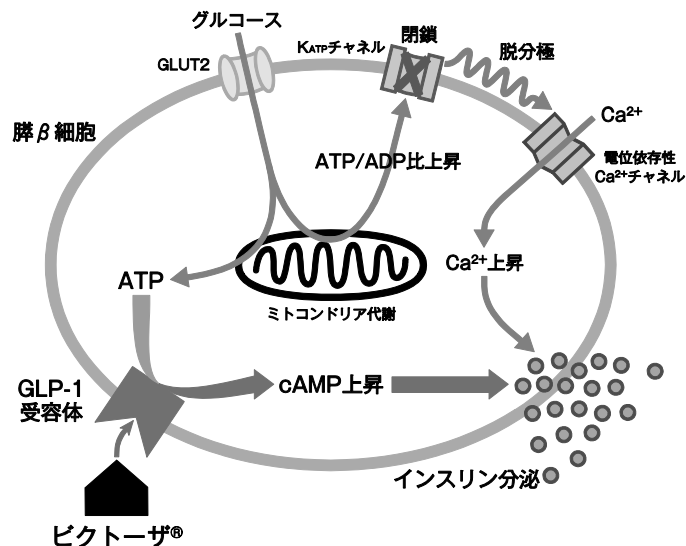 グルコース
GLUT2
KATPチャネル
閉鎖
脱分極
Ca²⁺
膵β細胞
電位依存性
Ca²⁺チャネル
ATP/ADP比上昇
Ca²⁺上昇
ATP
ミトコンドリア代謝
GLP-1
受容体
cAMP上昇
インスリン分泌
ビクトーザ®